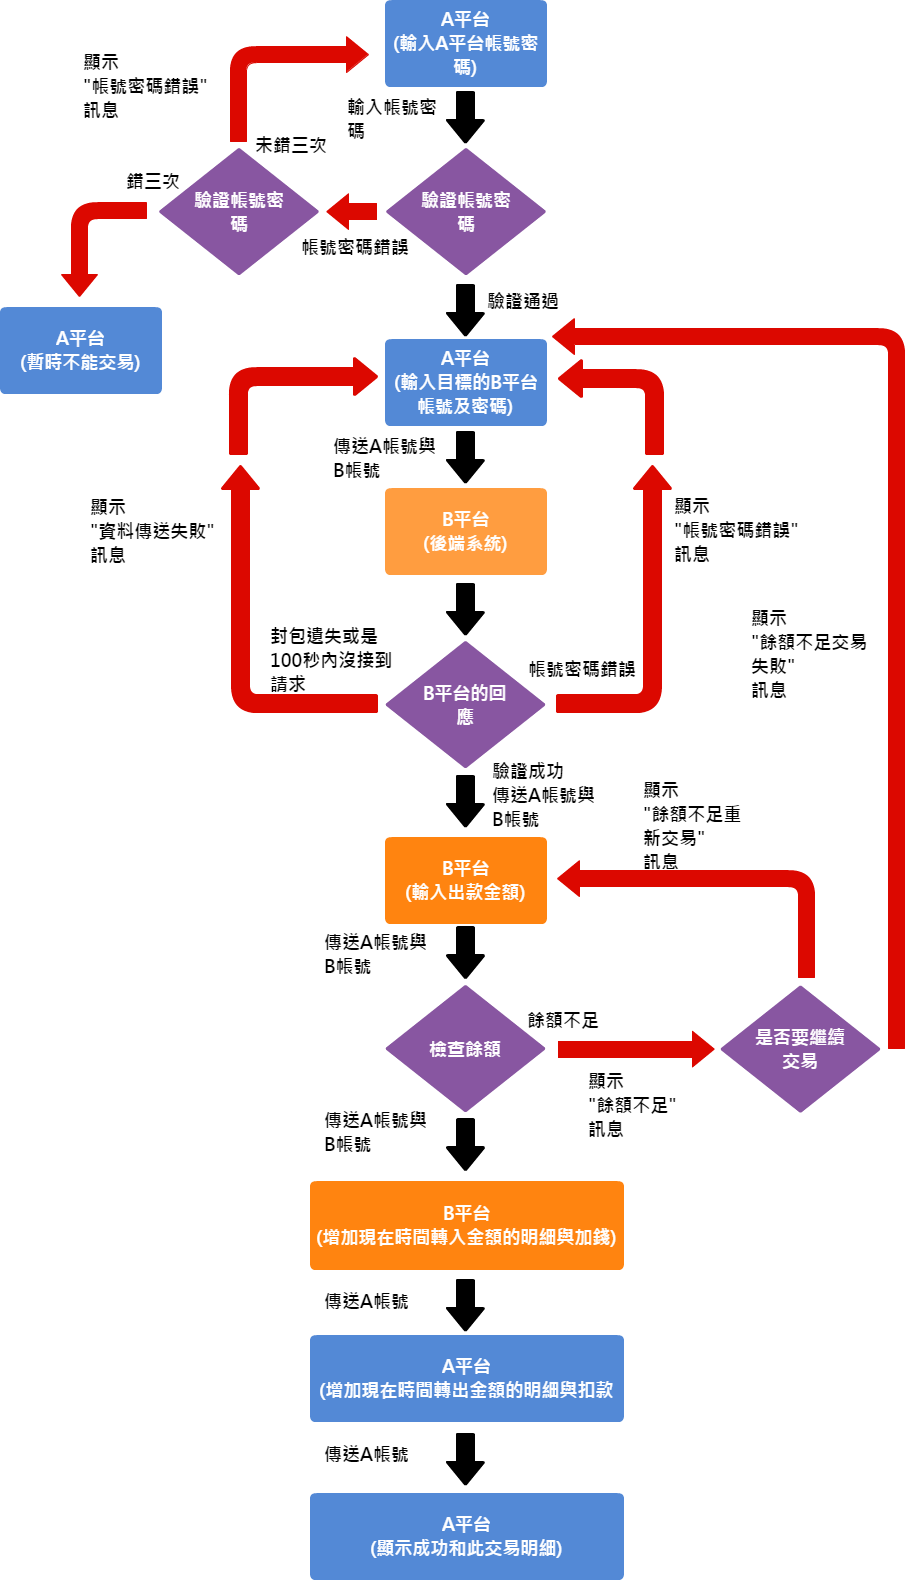 A平台
(輸入A平台帳號密
碼)
顯示
"帳號密碼錯誤"
訊息
輸入帳號密
碼
未錯三次
錯三次
驗證帳號密
碼
驗證帳號密
碼
帳號密碼錯誤
驗證通過
A平台
(暫時不能交易)
A平台
(輸入目標的B平台
帳號及密碼)
傳送A帳號與
B帳號
顯示
"資料傳送失敗"
訊息
B平台
(後端系統)
顯示
"帳號密碼錯誤"
訊息
顯示
"餘額不足交易
失敗"
訊息
封包遺失或是
100秒內沒接到
請求
帳號密碼錯誤
B平台的回
應
驗證成功
傳送A帳號與
B帳號
顯示
"餘額不足重
新交易"
訊息
B平台
(輸入出款金額)
傳送A帳號與
B帳號
檢查餘額
餘額不足
是否要繼續
交易
顯示
"餘額不足"
訊息
傳送A帳號與
B帳號
B平台
(增加現在時間轉入金額的明細與加錢)
傳送A帳號
A平台
(增加現在時間轉出金額的明細與扣款
傳送A帳號
A平台
(顯示成功和此交易明細)